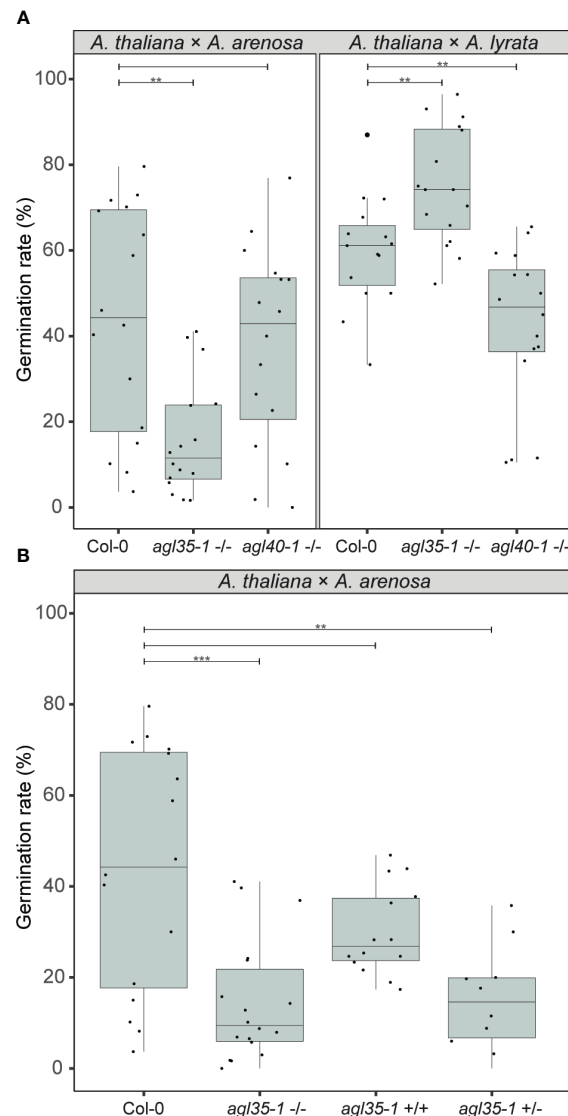 A
A. thaliana × A. arenosa
A. thaliana × A. lyrata
100
80
60
40
20
0
Germination rate (%)
**
**
**
Col-0
agl35-1 -/-
agl40-1 -/-
Col-0
agl35-1 -/-
agl40-1 -/-
B
A. thaliana × A. arenosa
100
80
60
40
20
0
Germination rate (%)
**
***
Col-0
agl35-1 -/-
agl35-1 +/+
agl35-1 +/-